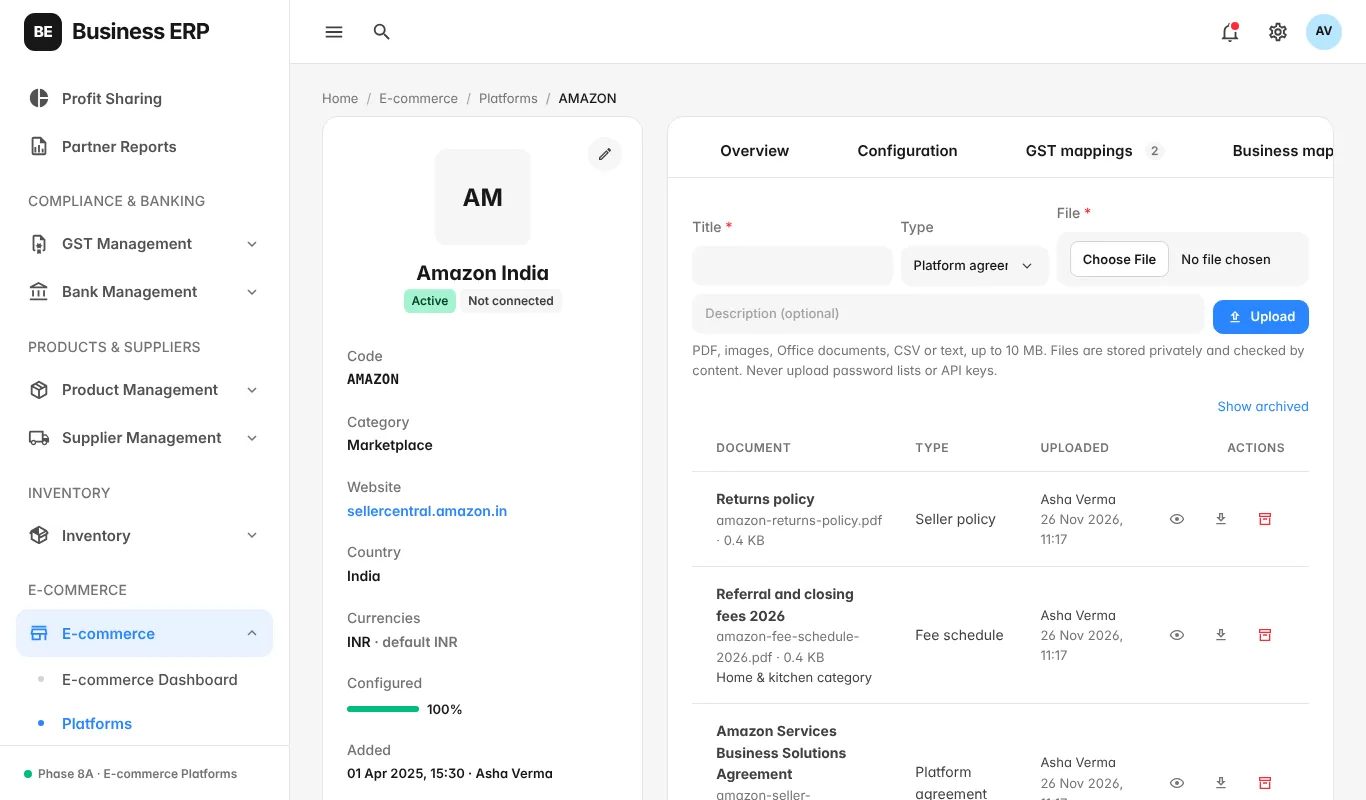 BE Business ERP
Profit Sharing
Partner Reports
COMPLIANCE & BANKING
GST Management
Bank Management
PRODUCTS & SUPPLIERS
Product Management
Supplier Management
INVENTORY
Inventory
E-COMMERCE
E-commerce
E-commerce Dashboard
Platforms
Phase 8A · E-commerce Platforms
AV
Home / E-commerce / Platforms / AMAZON
AM
Amazon India
Active Not connected
Code
AMAZON
Category
Marketplace
Website
sellercentral.amazon.in
Country
India
Currencies
INR · default INR
Configured
100%
Added
01 Apr 2025, 15:30 · Asha Verma
Overview Configuration GST mappings 2 Business map
Title * Type File *
Platform agreer Choose File No file chosen
Description (optional) Upload
PDF, images, Office documents, CSV or text, up to 10 MB. Files are stored privately and checked by
content. Never upload password lists or API keys.
Show archived
DOCUMENT TYPE UPLOADED ACTIONS
Returns policy
amazon-returns-policy.pdf
· 0.4 KB
Seller policy
Asha Verma
26 Nov 2026,
11:17
Referral and closing
fees 2026
amazon-fee-schedule-
2026.pdf · 0.4 KB
Home & kitchen category
Fee schedule
Asha Verma
26 Nov 2026,
11:17
Amazon Services
Business Solutions
Agreement
amazon-seller-
Platform
agreement
Asha Verma
26 Nov 2026,